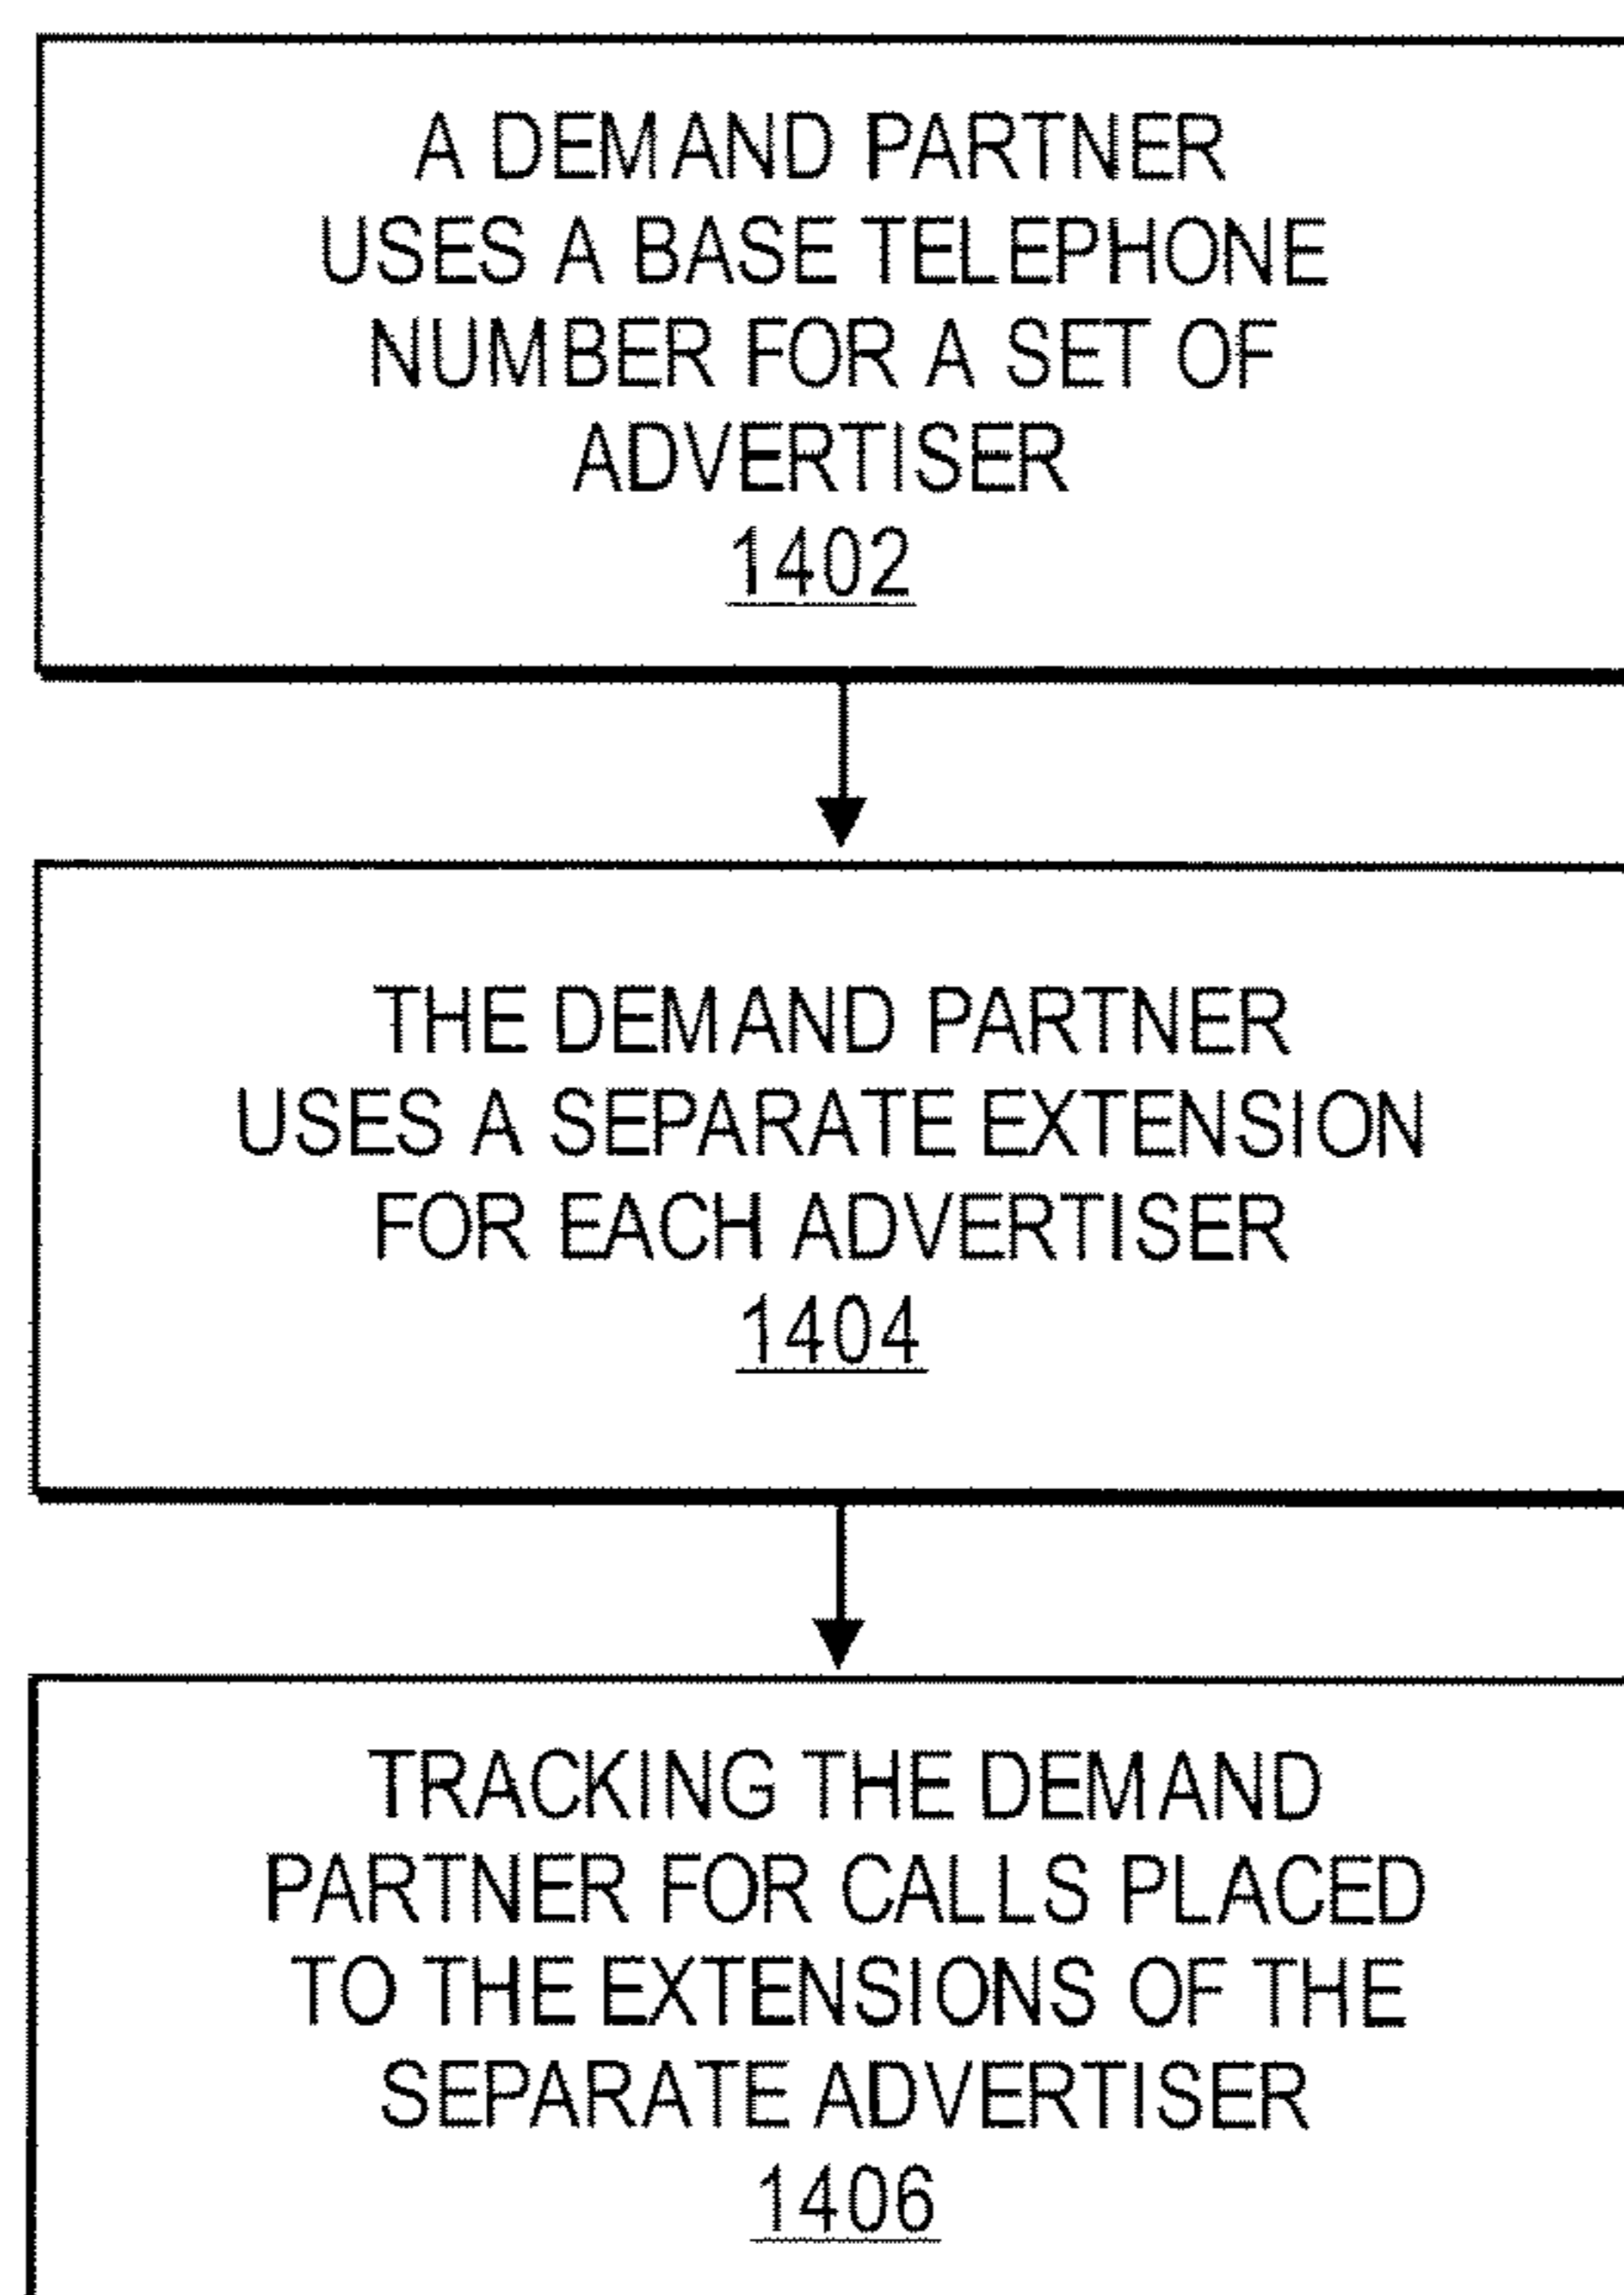 A DEMAND PARTNER
USES A BASE TELEPHONE
NUMBER FOR A SET OF
ADVERTISER
1402
THE DEMAND PARTNER
USES A SEPARATE EXTENSION
FOR EACH ADVERTISER
1404
TRACKING THE DEMAND
PARTNER FOR CALLS PLACED
TO THE EXTENSIONS OF THE
SEPARATE ADVERTISER
1406